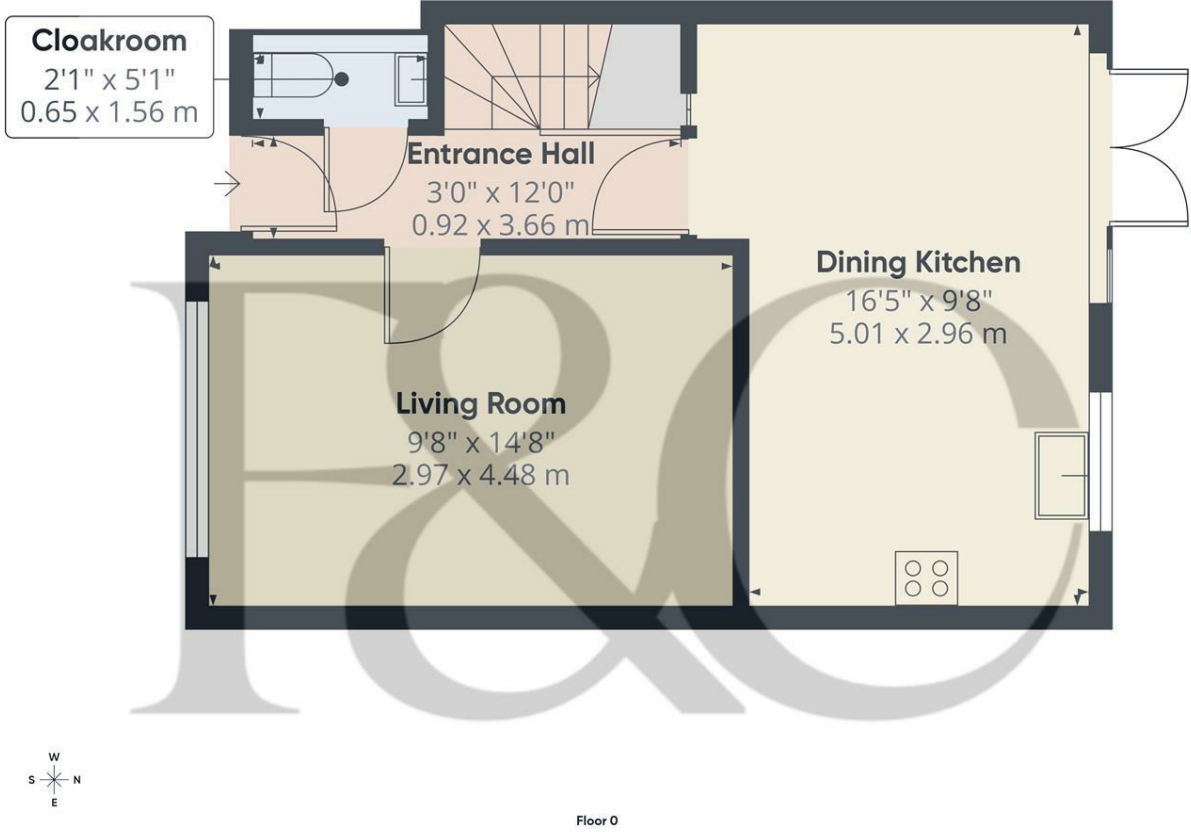 Cloakroom
2'1" x 5'1"
0.65 x 1.56 m
Entrance Hall
3'0" x 12'0"
0.92 x 3.66 m
Dining Kitchen
16'5" x 9'8"
5.01 x 2.96 m
Living Room
9'8" x 14'8"
2.97 x 4.48 m
F&C
W
S N
E
Floor 0